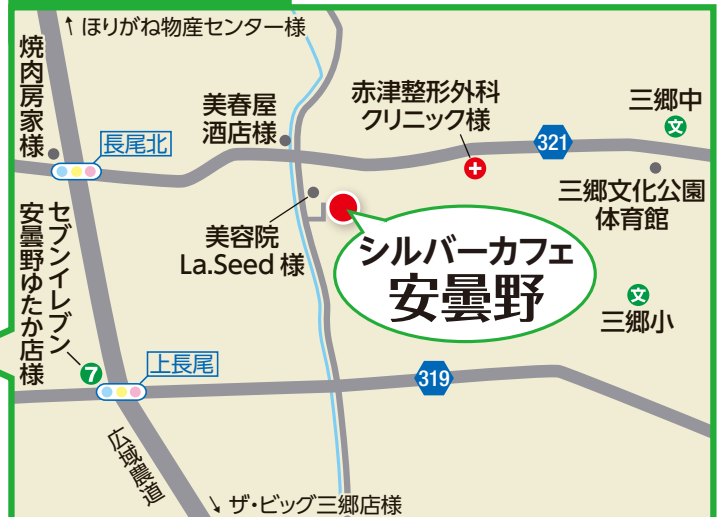 ↑ ほりがね物産センター様
焼肉房家様
長尾北
美春屋
酒店様
赤津整形外科
クリニック様
321
三郷中
文
三郷文化公園
体育館
美容院
La.Seed 様
シルバーカフェ
安曇野
文
三郷小
セブンイレブン
安曇野ゆたか店様
7
上長尾
319
広域農道
↘ ザ・ビッグ三郷店様